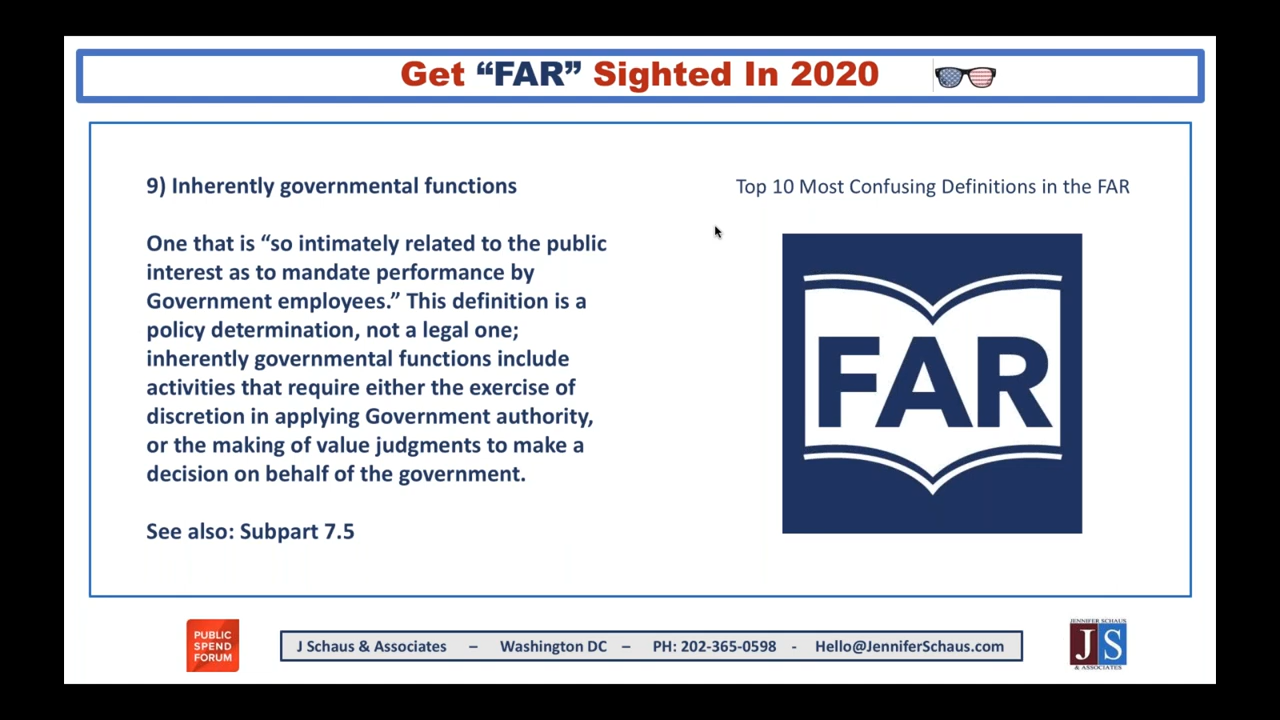 Get “FAR” Sighted In 2020
9) Inherently governmental functions
One that is “so intimately related to the public
interest as to mandate performance by
Government employees.” This definition is a
policy determination, not a legal one;
inherently governmental functions include
activities that require either the exercise of
discretion in applying Government authority,
or the making of value judgments to make a
decision on behalf of the government.
See also: Subpart 7.5
Top 10 Most Confusing Definitions in the FAR
FAR
PUBLIC
SPEND
FORUM
J Schaus & Associates – Washington DC – PH: 202-365-0598 - Hello@JenniferSchaus.com
JENNIFER SCHAUS
JS
& ASSOCIATES